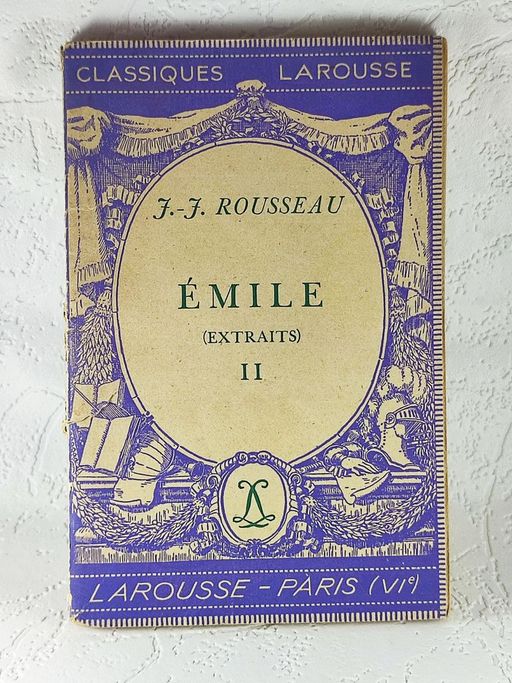 CLASSIQUES LAROUSSE
J.-J. ROUSSEAU
ÉMILE
(EXTRAITS)
II
LAROUSSE - PARIS (VIe)